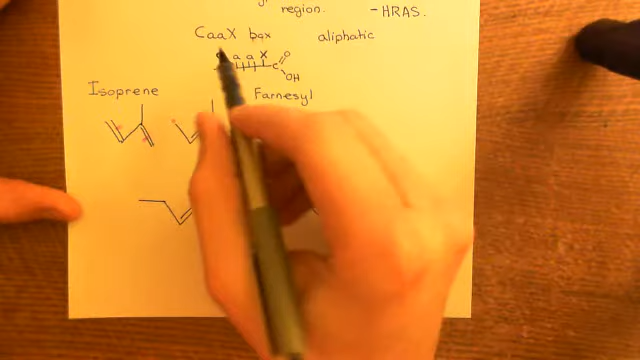 region. - HRAS.
CaaX box aliphatic
a a X C O
OH
Isoprene Farnesyl